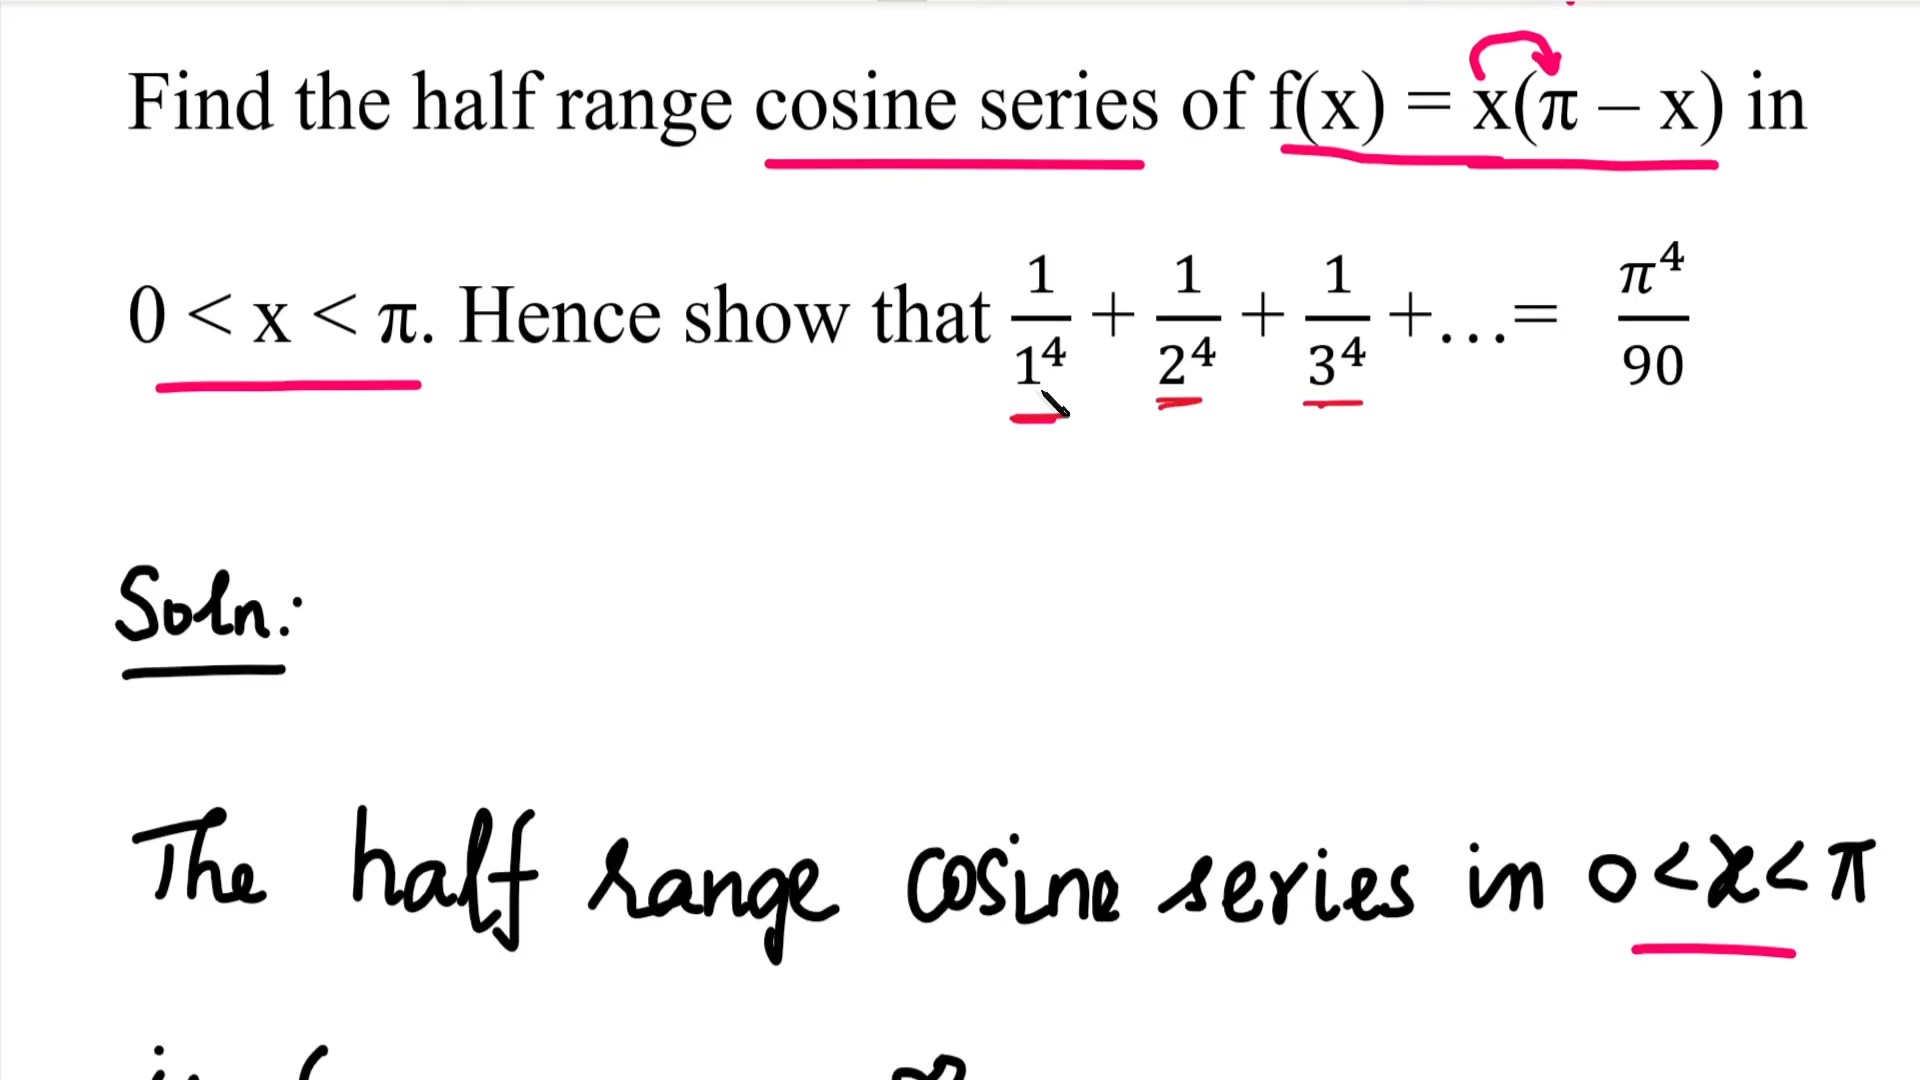 Find the half range cosine series of f(x) = x(π – x) in
0 < x < π. Hence show that 1/1⁴ + 1/2⁴ + 1/3⁴ +...= π⁴/90
Soln:
The half range cosine series in 0<x<π